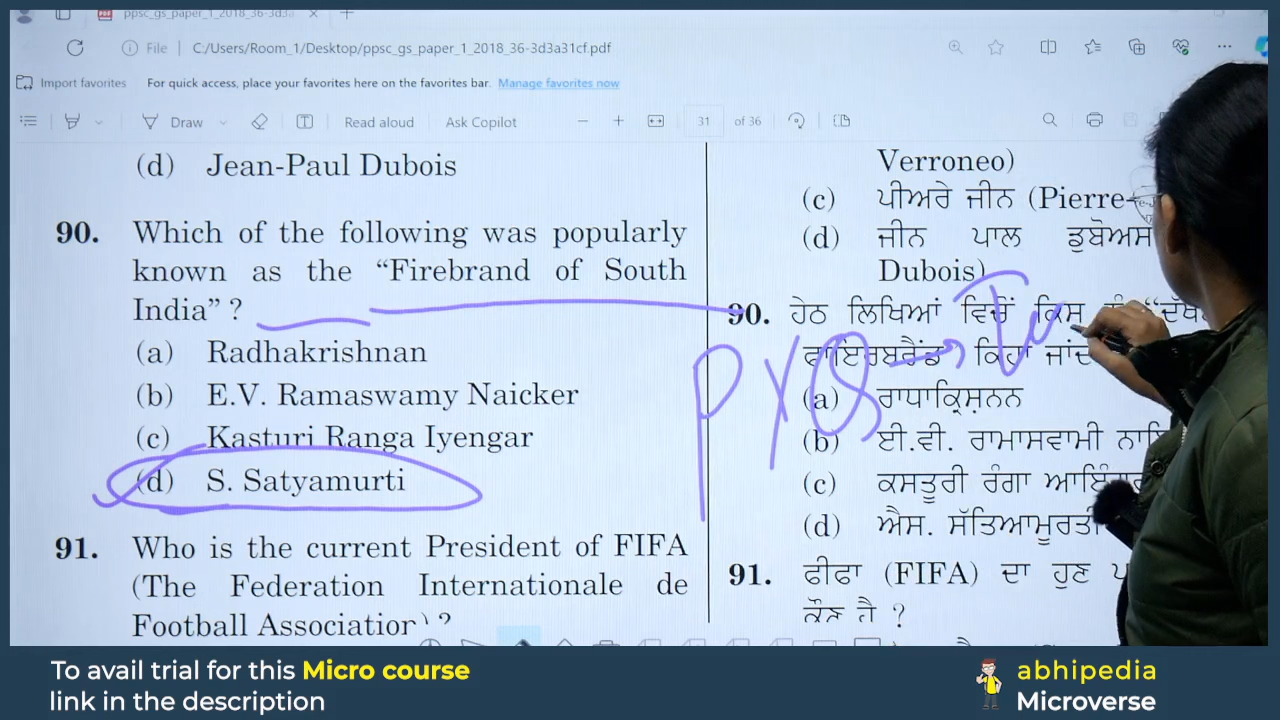 ppsc_gs_paper_1_2018_36-3d3a
File C:/Users/Room_1/Desktop/ppsc_gs_paper_1_2018_36-3d3a31cf.pdf
Import favorites For quick access, place your favorites here on the favorites bar. Manage favorites now
Draw Read aloud Ask Copilot 31 of 36
(d) Jean-Paul Dubois
90. Which of the following was popularly
known as the “Firebrand of South
India” ?
(a) Radhakrishnan
(b) E.V. Ramaswamy Naicker
(c) Kasturi Ranga Iyengar
(d) S. Satyamurti
91. Who is the current President of FIFA
(The Federation Internationale de
Football Association) ?
Verroneo)
(c) ਪੀਅਰੇ ਜੀਨ (Pierre-
(d) ਜੀਨ ਪਾਲ ਡੁਬੋਅਸ
Dubois)
90. ਹੇਠ ਲਿਖਿਆਂ ਵਿਚੋਂ ਕਿਸ
ਫਾਇਰਬਰੈਂਡ ਕਿਹਾ ਜਾਂਦ
(a) ਰਾਧਾਕ੍ਰਿਸ਼ਨਨ
(b) ਈ.ਵੀ. ਰਾਮਾਸਵਾਮੀ
(c) ਕਸਤੂਰੀ ਰੰਗਾ ਆਇੰਗਰ
(d) ਐਸ. ਸੱਤਿਆਮੂਰਤੀ
91. ਫੀਫਾ (FIFA) ਦਾ ਹੁਣ
ਕੌਣ ਹੈ ?
PYQ
To avail trial for this Micro course
link in the description
abhipedia
Microverse